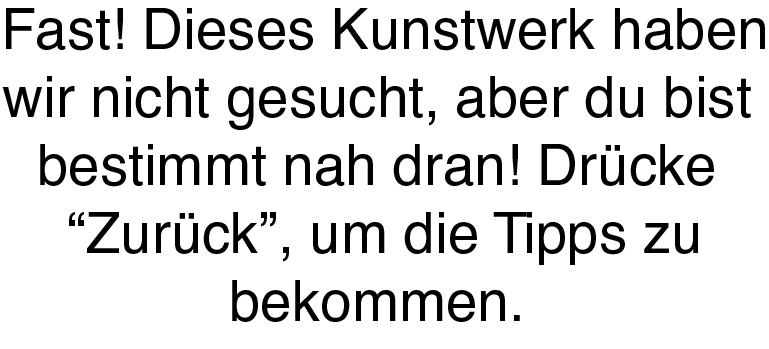 Fast! Dieses Kunstwerk haben
wir nicht gesucht, aber du bist
bestimmt nah dran! Drücke
“Zurück”, um die Tipps zu
bekommen.